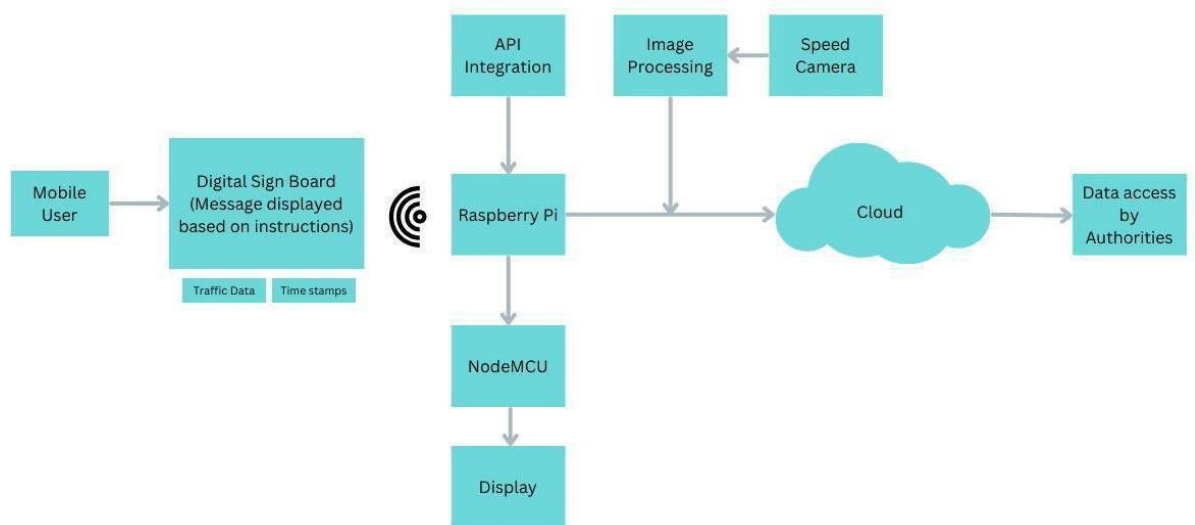 API
Integration
Image
Processing
Speed
Camera
Mobile
User
Digital Sign Board
(Message displayed
based on instructions)
Traffic Data
Time stamps
Raspberry Pi
Cloud
Data access
by
Authorities
NodeMCU
Display